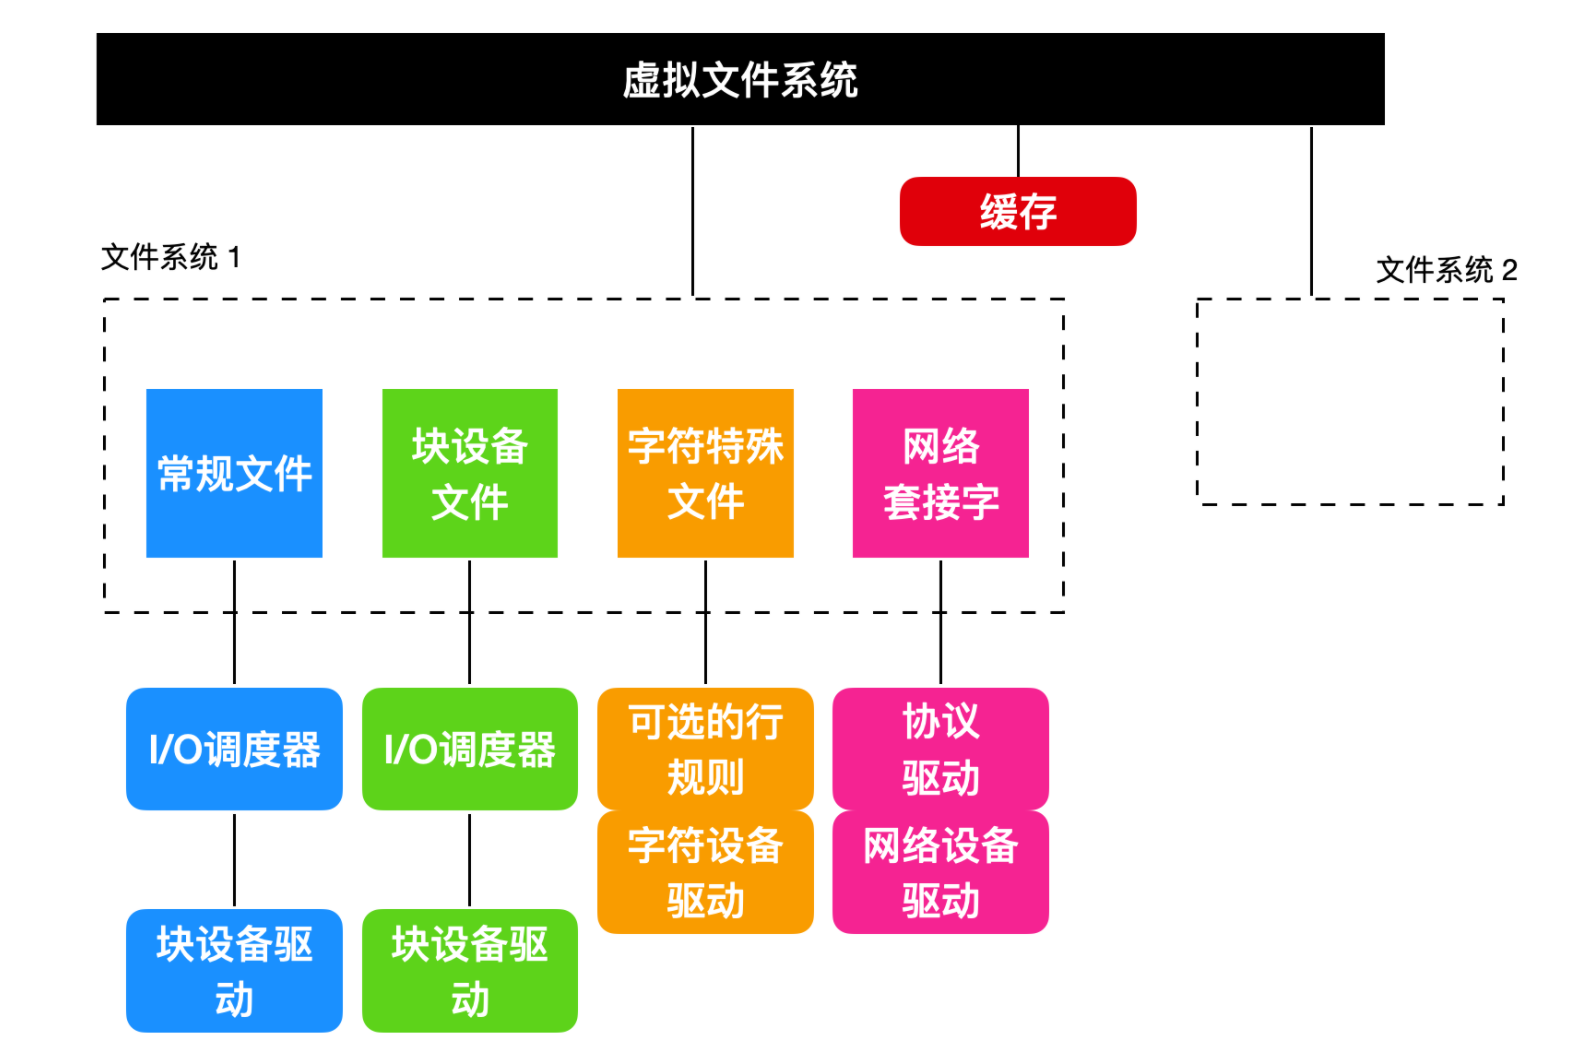 虚拟文件系统
缓存
文件系统 1
文件系统 2
常规文件
块设备
文件
字符特殊
文件
网络
套接字
I/O调度器
I/O调度器
可选的行
规则
协议
驱动
字符设备
驱动
网络设备
驱动
块设备驱
动
块设备驱
动